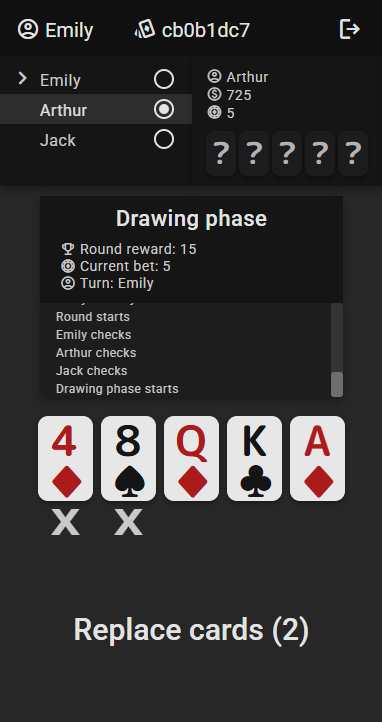 Emily cb0b1dc7
Emily
Arthur
Jack
Arthur
725
5
? ? ? ? ?
Drawing phase
Round reward: 15
Current bet: 5
Turn: Emily
Round starts
Emily checks
Arthur checks
Jack checks
Drawing phase starts
4 8 Q K A
X X
Replace cards (2)